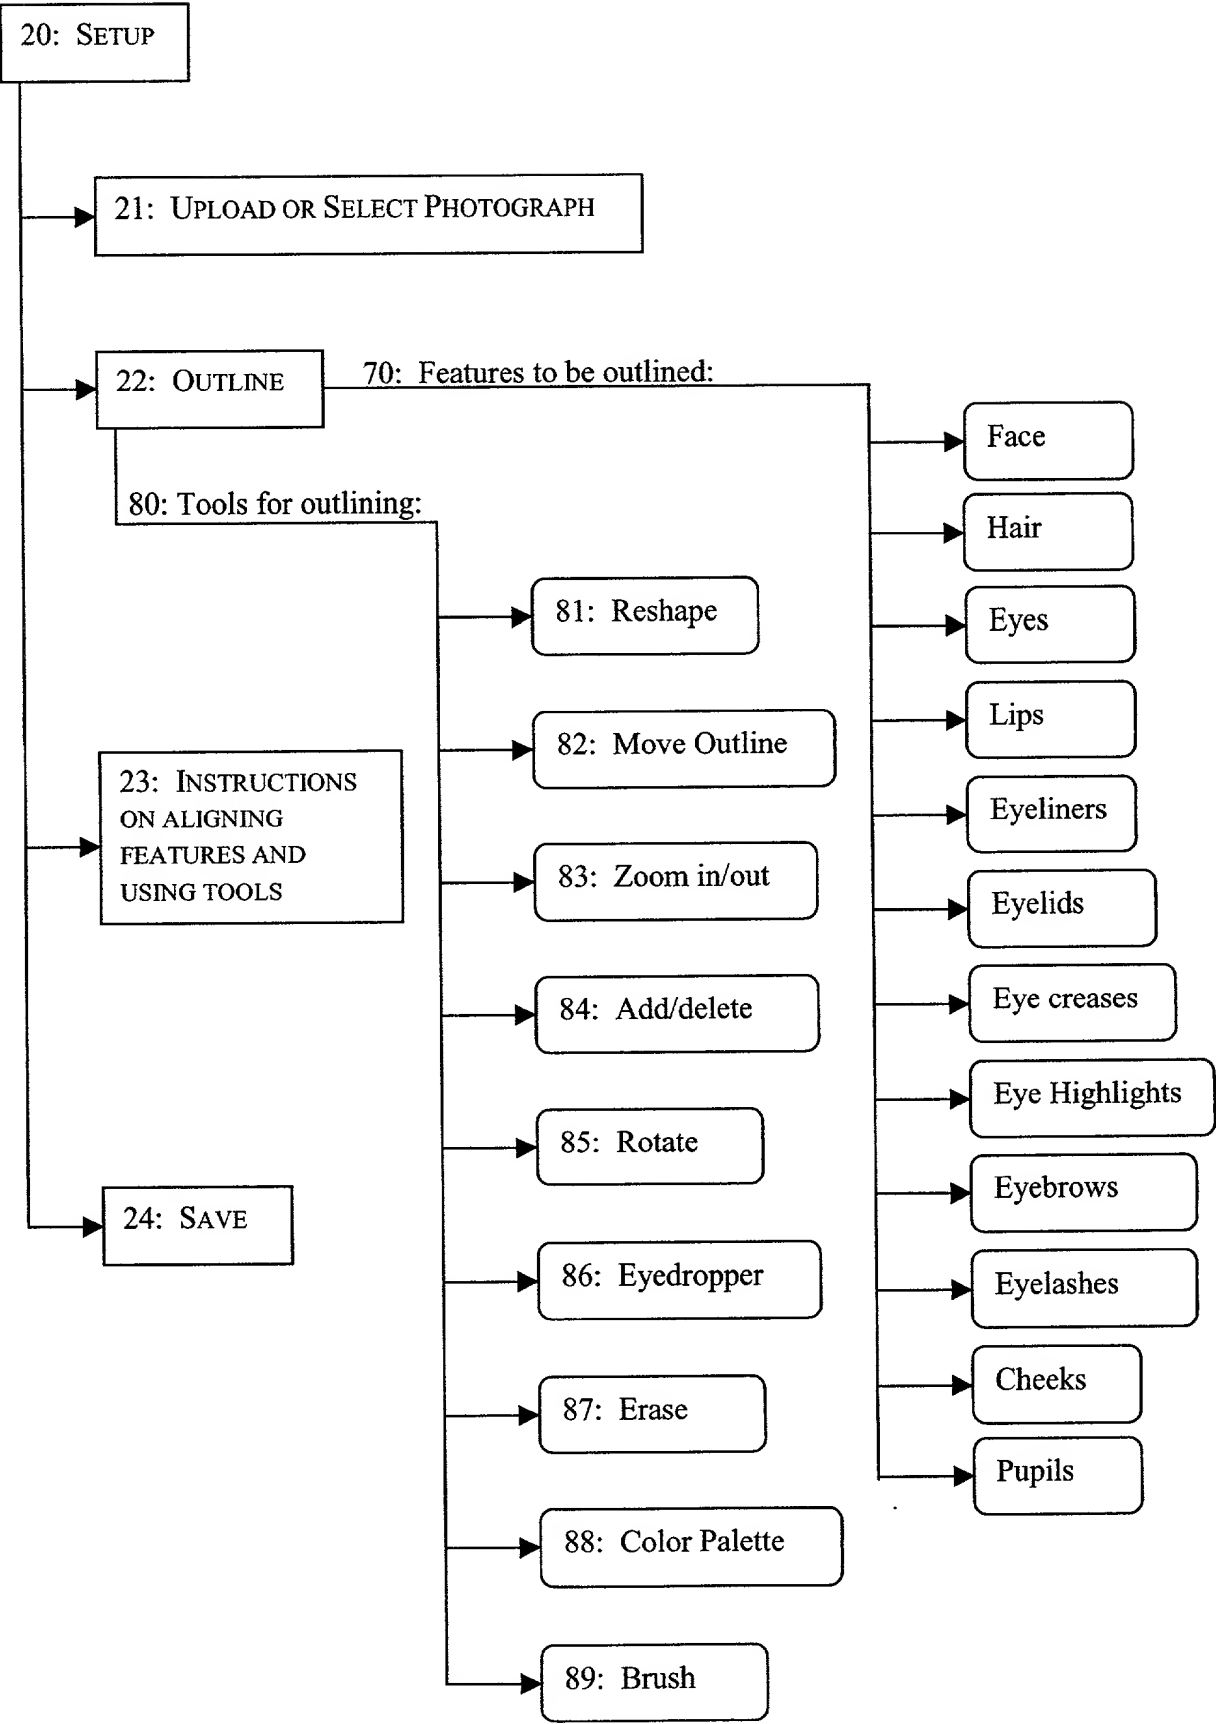 20: SETUP
21: UPLOAD OR SELECT PHOTOGRAPH
22: OUTLINE
70: Features to be outlined:
Face
Hair
Eyes
Lips
Eyeliners
Eyelids
Eye creases
Eye Highlights
Eyebrows
Eyelashes
Cheeks
Pupils
80: Tools for outlining:
81: Reshape
82: Move Outline
83: Zoom in/out
84: Add/delete
85: Rotate
86: Eyedropper
87: Erase
88: Color Palette
89: Brush
23: INSTRUCTIONS
ON ALIGNING
FEATURES AND
USING TOOLS
24: SAVE